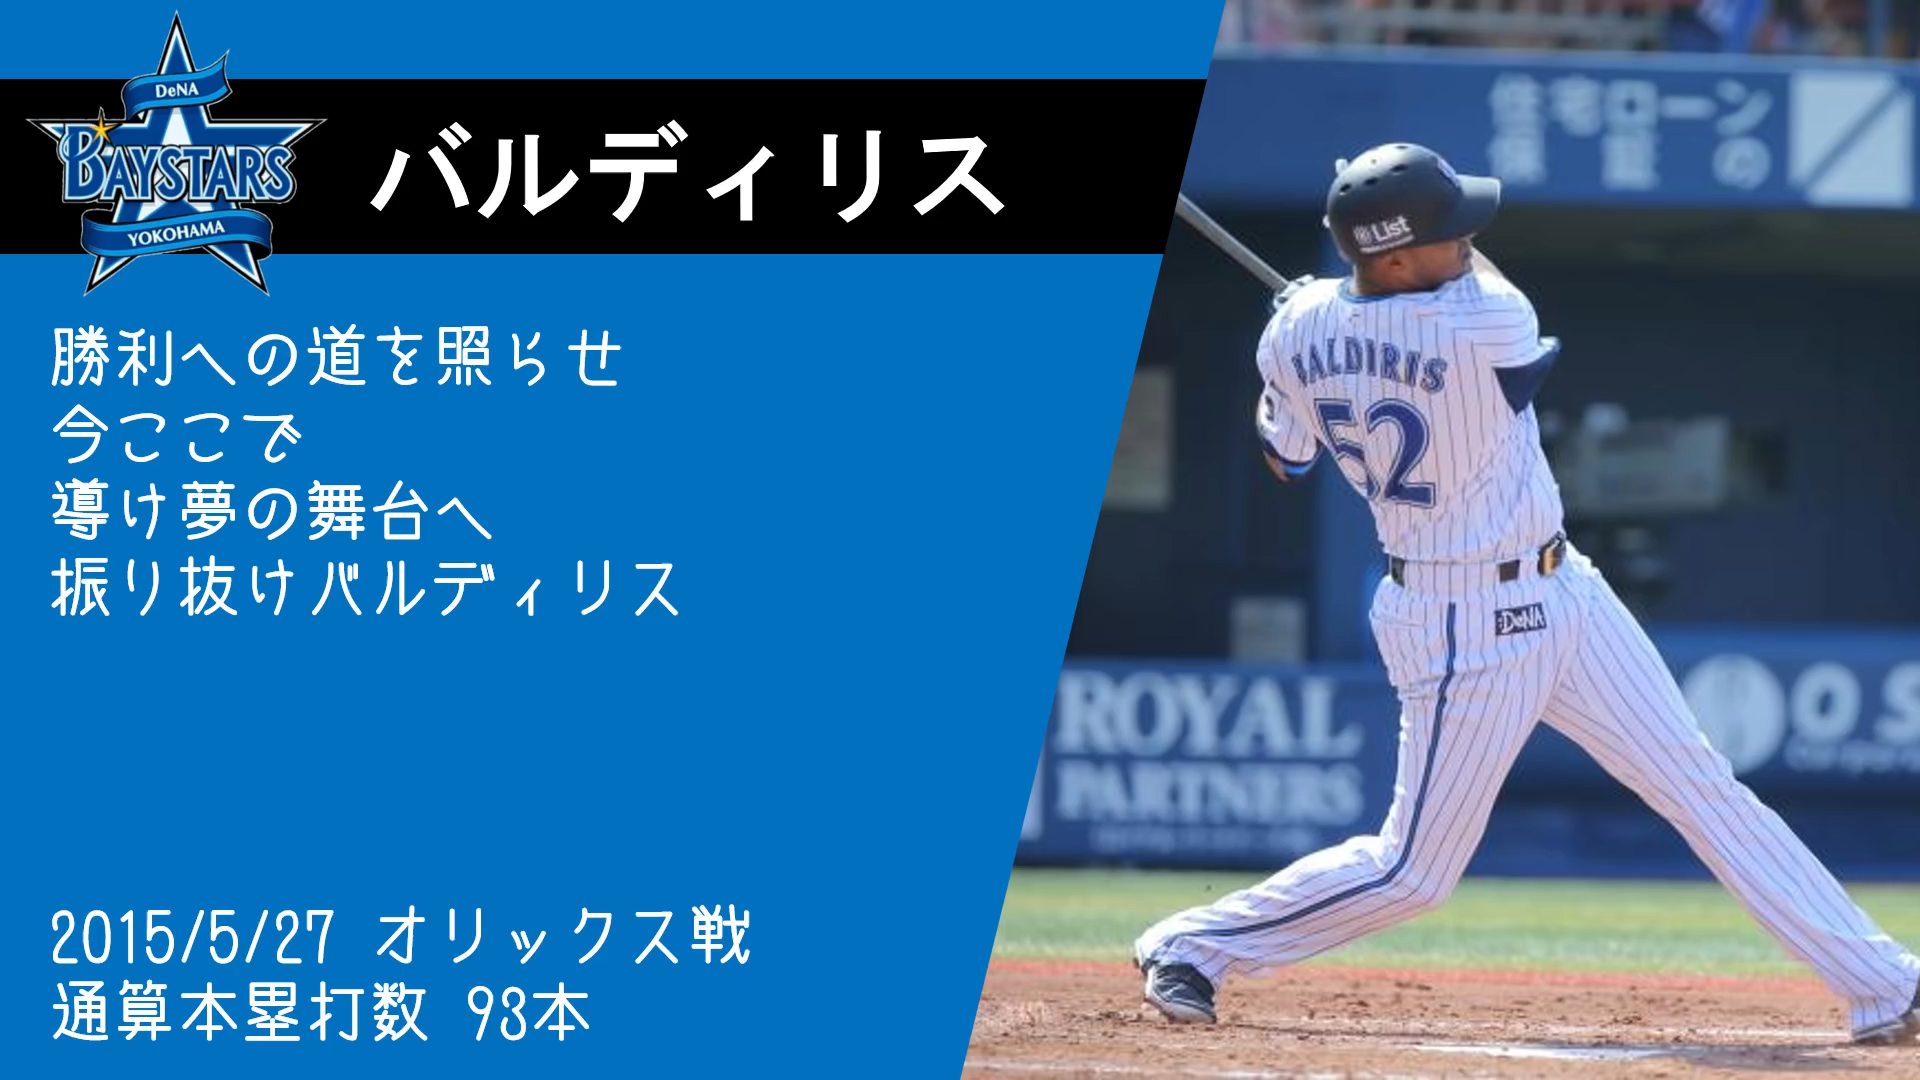 DeNA
BAYSTARS
YOKOHAMA
バルディリス
勝利への道を照らせ
今ここで
導け夢の舞台へ
振り抜けバルディリス
2015/5/27 オリックス戦
通算本塁打数 93本
住宅ローン
保証の
List
BALDIRIS
52
DeNA
ROYAL
PARTNERS